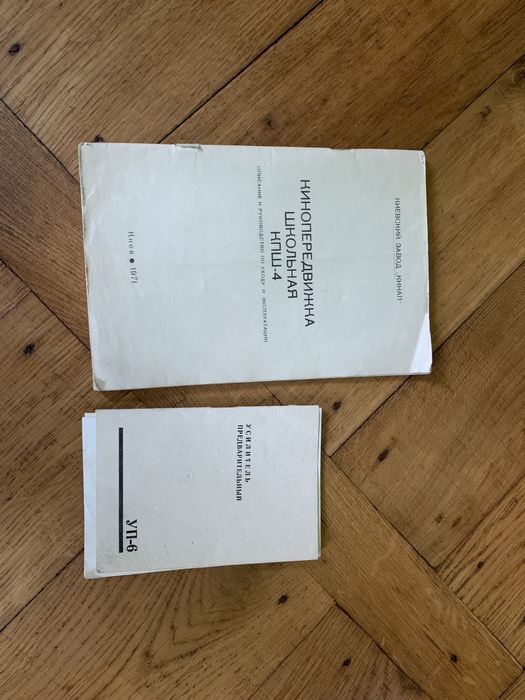 КИЕВСКИЙ ЗАВОД „КИНАП"
КИНОПЕРЕДВИЖКА
ШКОЛЬНАЯ
КПШ-4
ОПИСАНИЕ И РУКОВОДСТВО ПО УХОДУ И ЭКСПЛУАТАЦИИ
Киев ● 1971
УСИЛИТЕЛЬ
ПРЕДВАРИТЕЛЬНЫЙ
УП-6